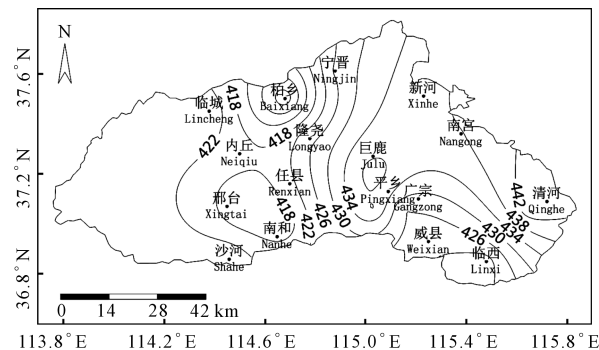 N
宁晋
Ningjin
柏乡
Baixiang
418
临城
Lincheng
新河
Xinhe
南宫
Nangong
隆尧
Longyao
418
422
内丘
Neiqiu
巨鹿
Julu
任县
Renxian
平乡
Pingxiang
广宗
Gangzong
邢台
Xingtai
418
422
426
430
434
442
清河
Qinghe
南和
Nanhe
威县
Weixian
438
434
430
426
沙河
Shahe
临西
Linxi
0 14 28 42 km
37.6°N
37.2°N
36.8°N
113.8°E 114.2°E 114.6°E 115.0°E 115.4°E 115.8°E